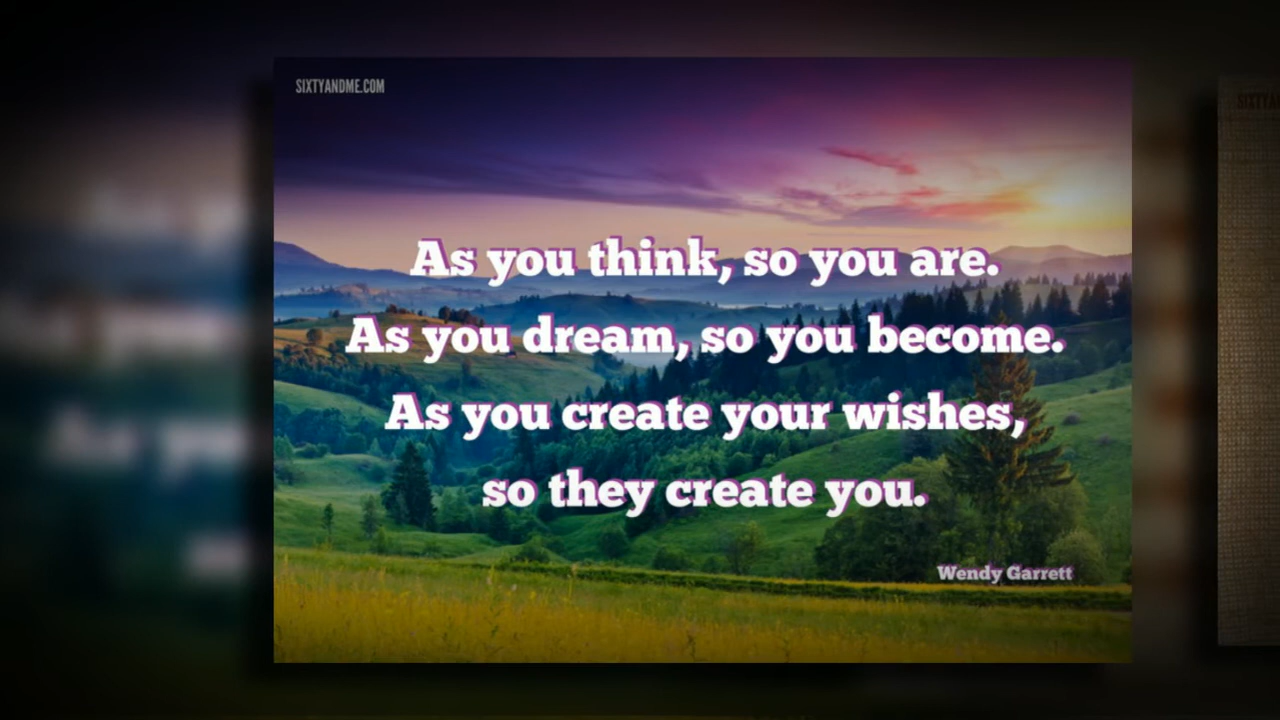 SIXTYANDME.COM
As you think, so you are.
As you dream, so you become.
As you create your wishes,
so they create you.
Wendy Garrett